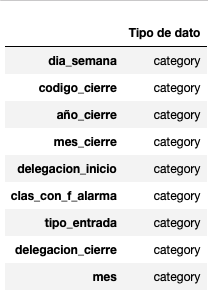 Tipo de dato
dia_semana category
codigo_cierre category
año_cierre category
mes_cierre category
delegacion_inicio category
clas_con_f_alarma category
tipo_entrada category
delegacion_cierre category
mes category